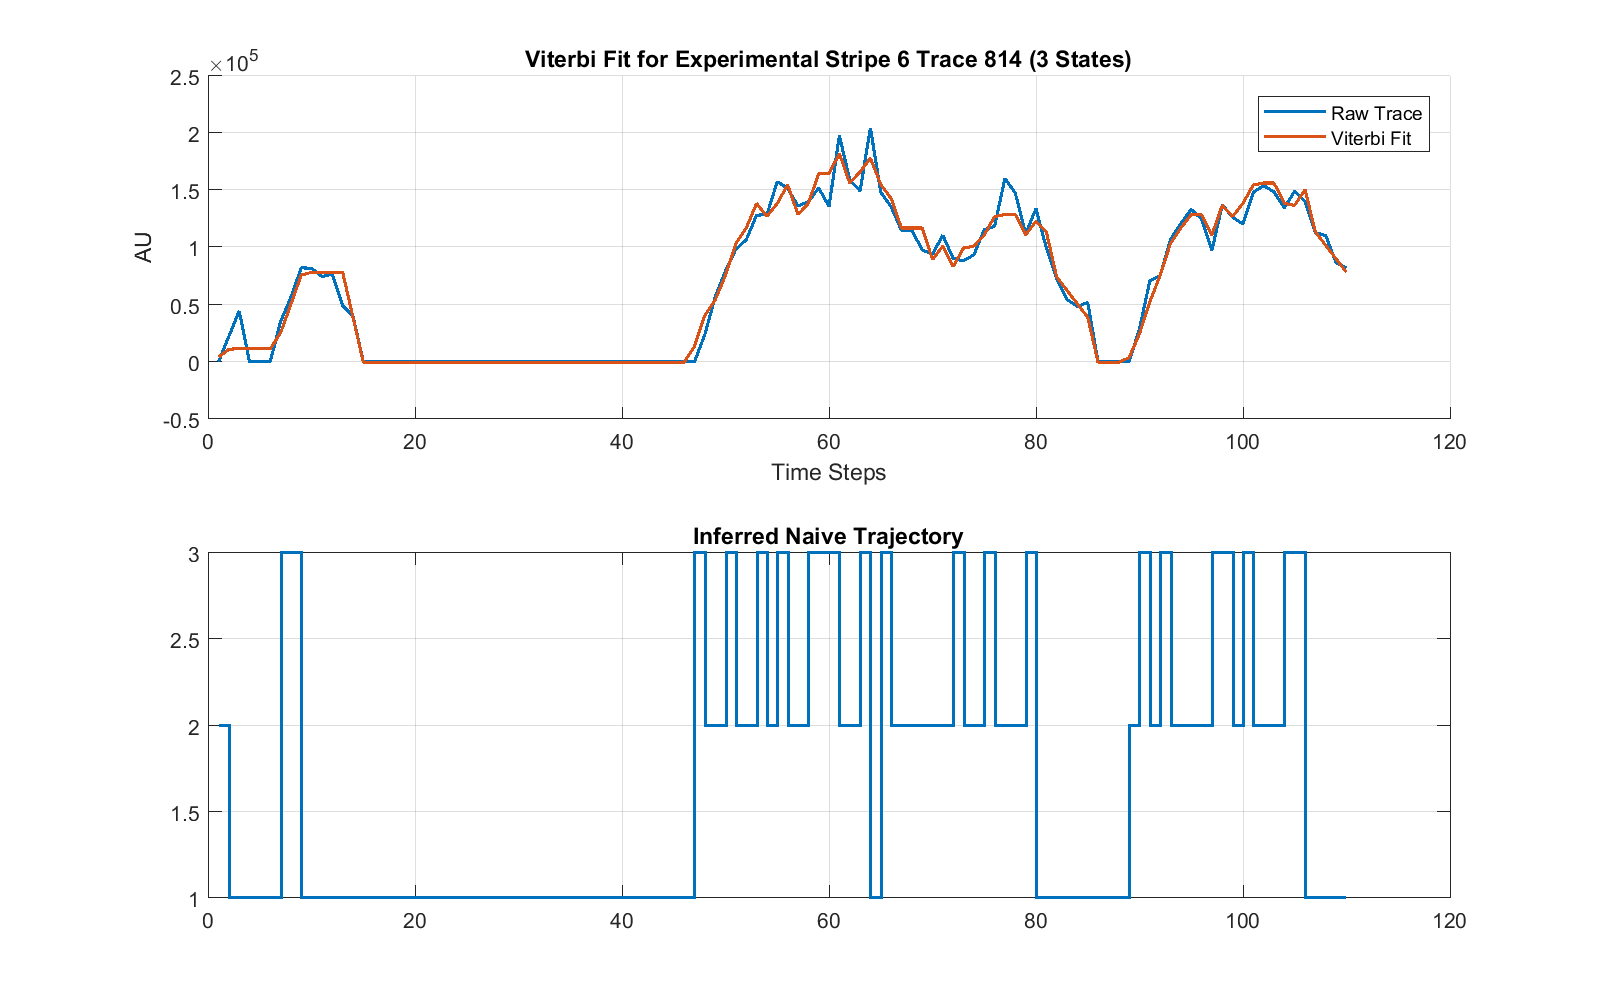 Viterbi Fit for Experimental Stripe 6 Trace 814 (3 States)
×10^5
2.5
2
1.5
1
0.5
0
-0.5
AU
Raw Trace
Viterbi Fit
0 20 40 60 80 100 120
Time Steps
Inferred Naive Trajectory
3
2.5
2
1.5
1
0 20 40 60 80 100 120